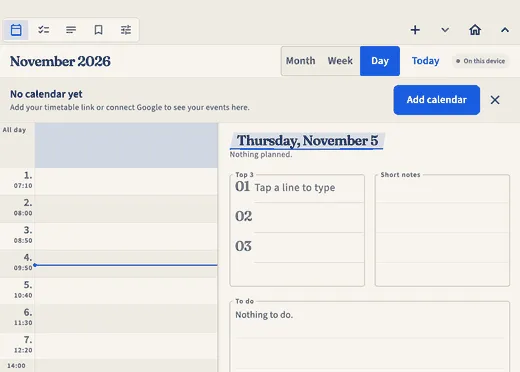 November 2026
Month Week Day Today On this device
No calendar yet
Add your timetable link or connect Google to see your events here.
Add calendar
All day
1.
07:10
2.
08:00
3.
08:50
4.
09:50
5.
10:40
6.
11:30
7.
12:20
14:00
Thursday, November 5
Nothing planned.
Top 3
01 Tap a line to type
02
03
Short notes
To do
Nothing to do.